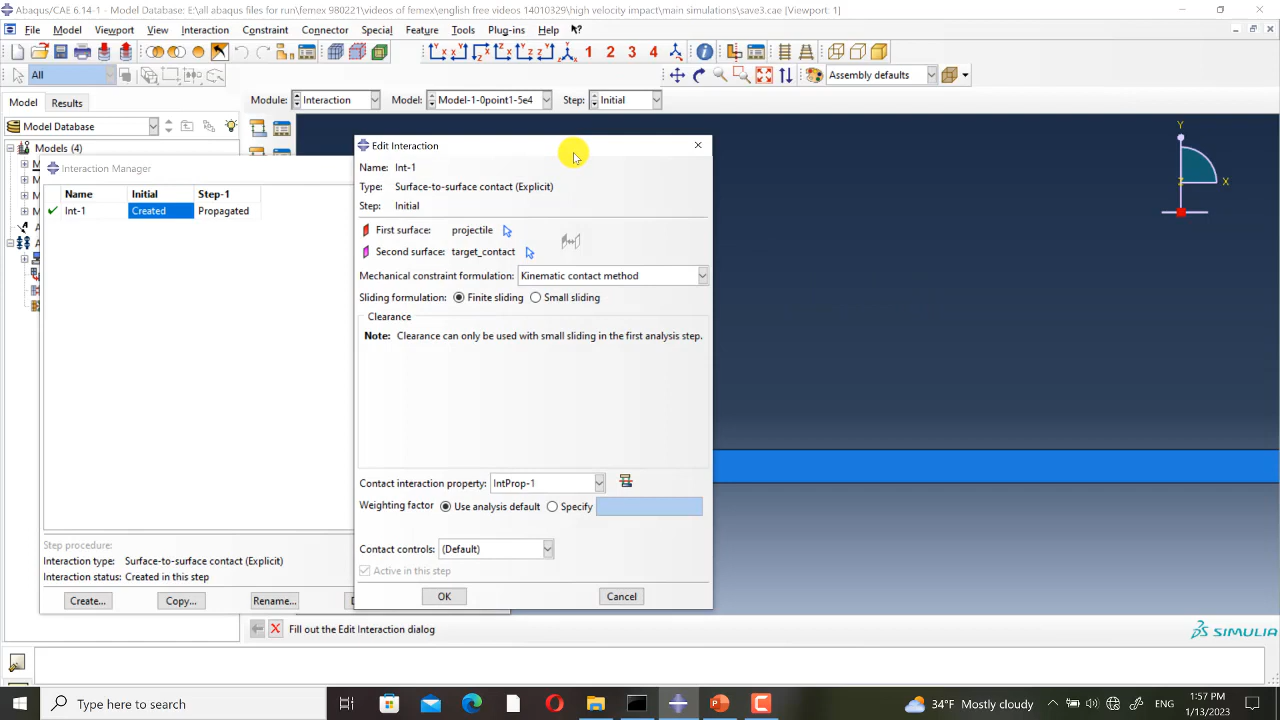 Abaqus/CAE 6.14-1 - Model Database: E:\all abaqus files for run\femex 980221\videos of femex\english free videos 14010329\high velocity impact\main simulations\save3.cae [Viewport: 1]
File Model Viewport View Interaction Constraint Connector Special Feature Tools Plug-ins Help
1 2 3 4
All
Assembly defaults
Model Results
Module: Interaction Model: Model-1-0point1-5e4 Step: Initial
Model Database
Models (4)
Interaction Manager
Name Initial Step-1
Int-1 Created Propagated
Step procedure:
Interaction type: Surface-to-surface contact (Explicit)
Interaction status: Created in this step
Create... Copy... Rename...
Edit Interaction
Name: Int-1
Type: Surface-to-surface contact (Explicit)
Step: Initial
First surface: projectile
Second surface: target_contact
Mechanical constraint formulation: Kinematic contact method
Sliding formulation: Finite sliding Small sliding
Clearance
Note: Clearance can only be used with small sliding in the first analysis step.
Contact interaction property: IntProp-1
Weighting factor Use analysis default Specify
Contact controls: (Default)
Active in this step
OK Cancel
Y
Z X
Fill out the Edit Interaction dialog
SIMULIA
Type here to search
34°F Mostly cloudy
ENG
1:57 PM
1/13/2023